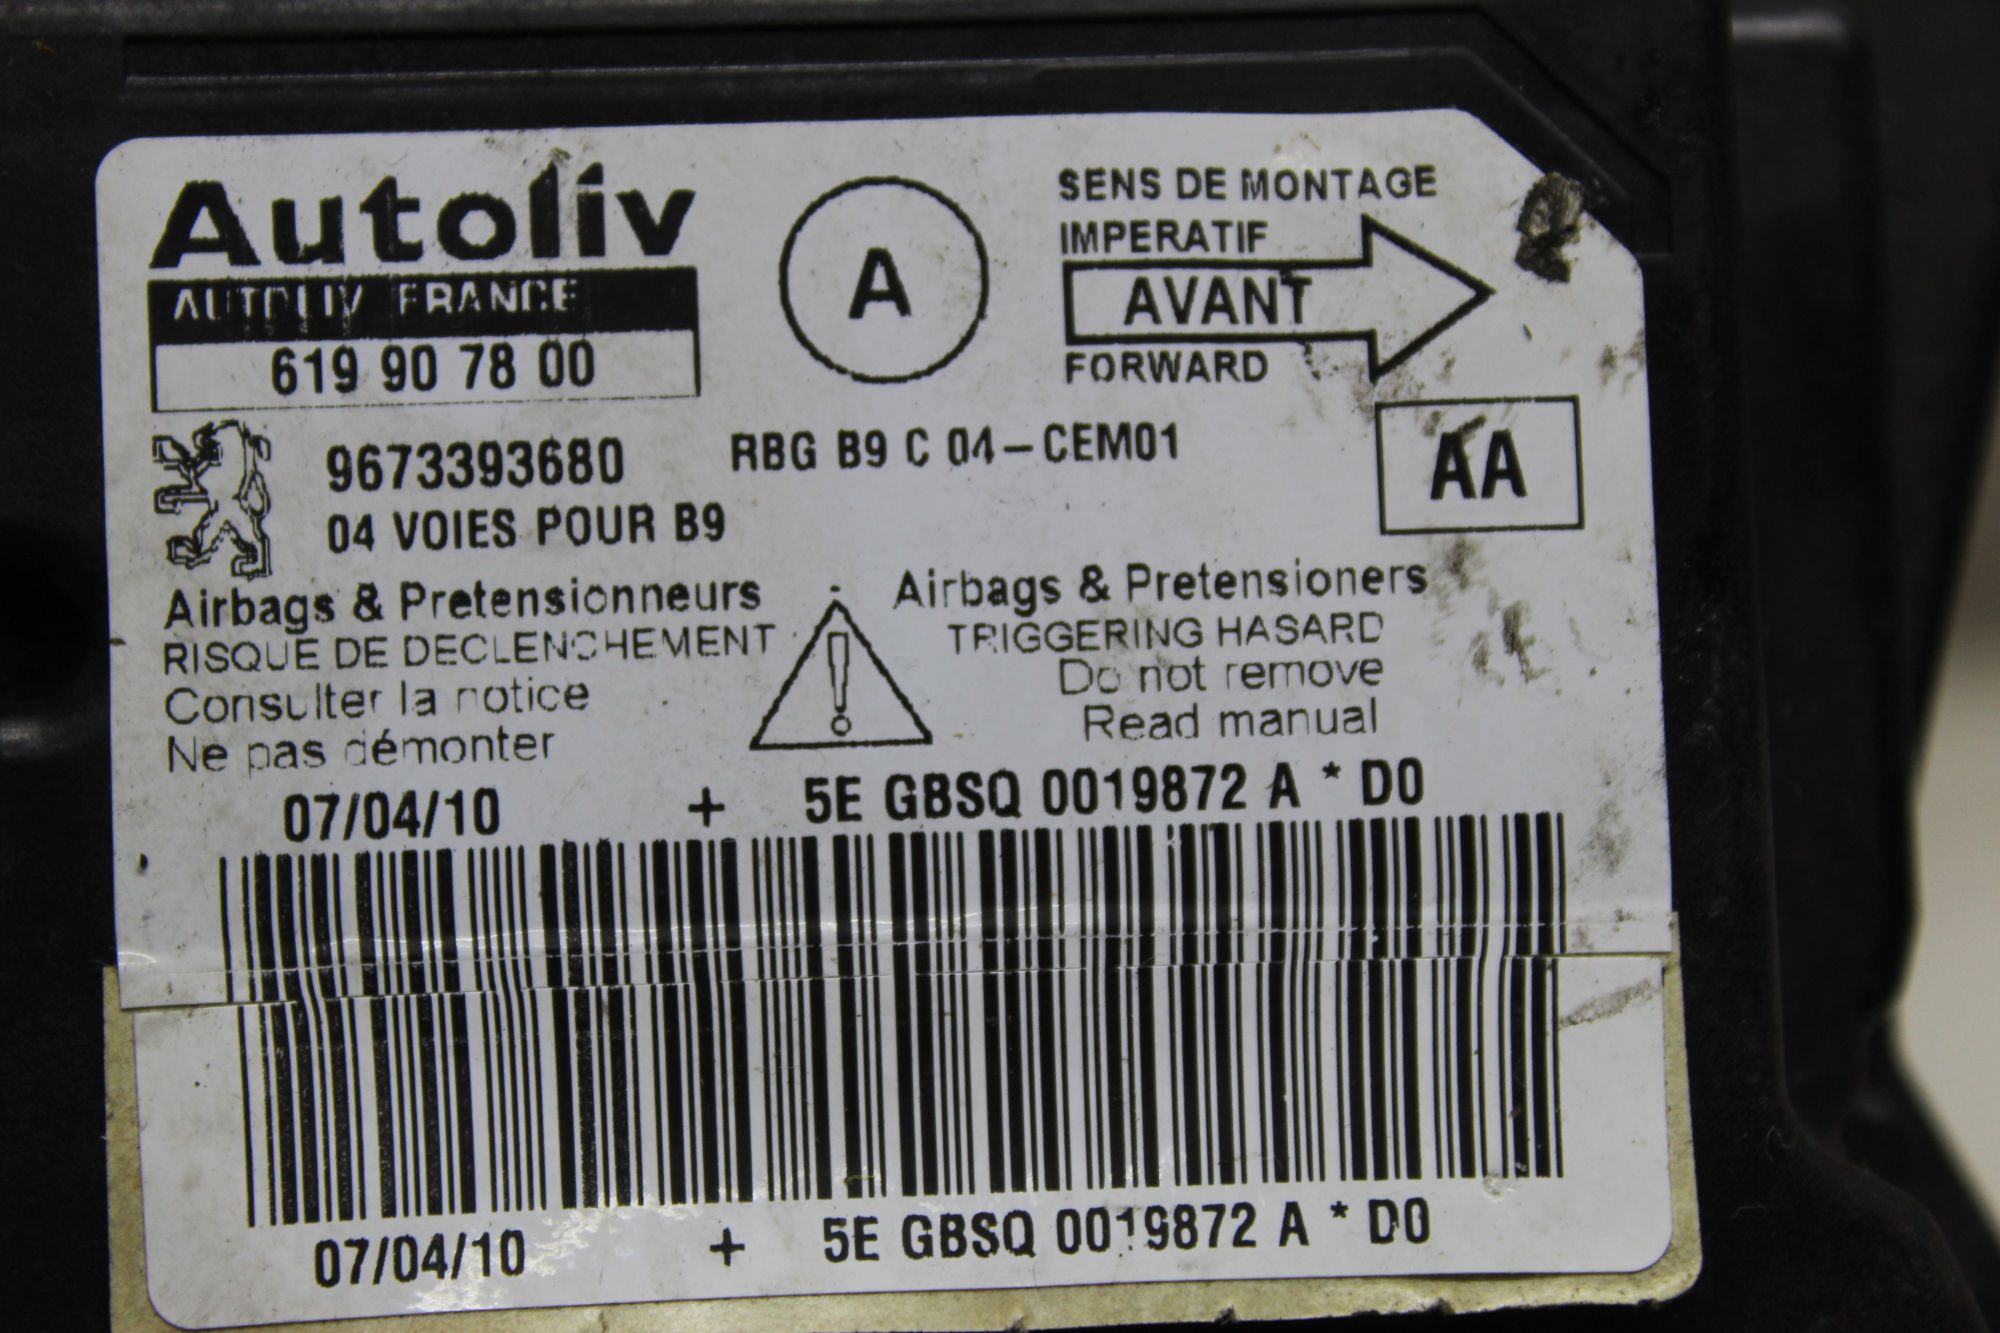 Autoliv
AUTOLIV FRANCE
619 90 78 00
A
SENS DE MONTAGE
IMPERATIF
AVANT
FORWARD
9673393680
RBG B9 C 04-CEM01
AA
04 VOIES POUR B9
Airbags & Pretensionneurs
RISQUE DE DECLENCHEMENT
Consulter la notice
Ne pas démonter
Airbags & Pretensioners
TRIGGERING HASARD
Do not remove
Read manual
07/04/10 + 5E GBSQ 0019872 A * D0
07/04/10 + 5E GBSQ 0019872 A * D0